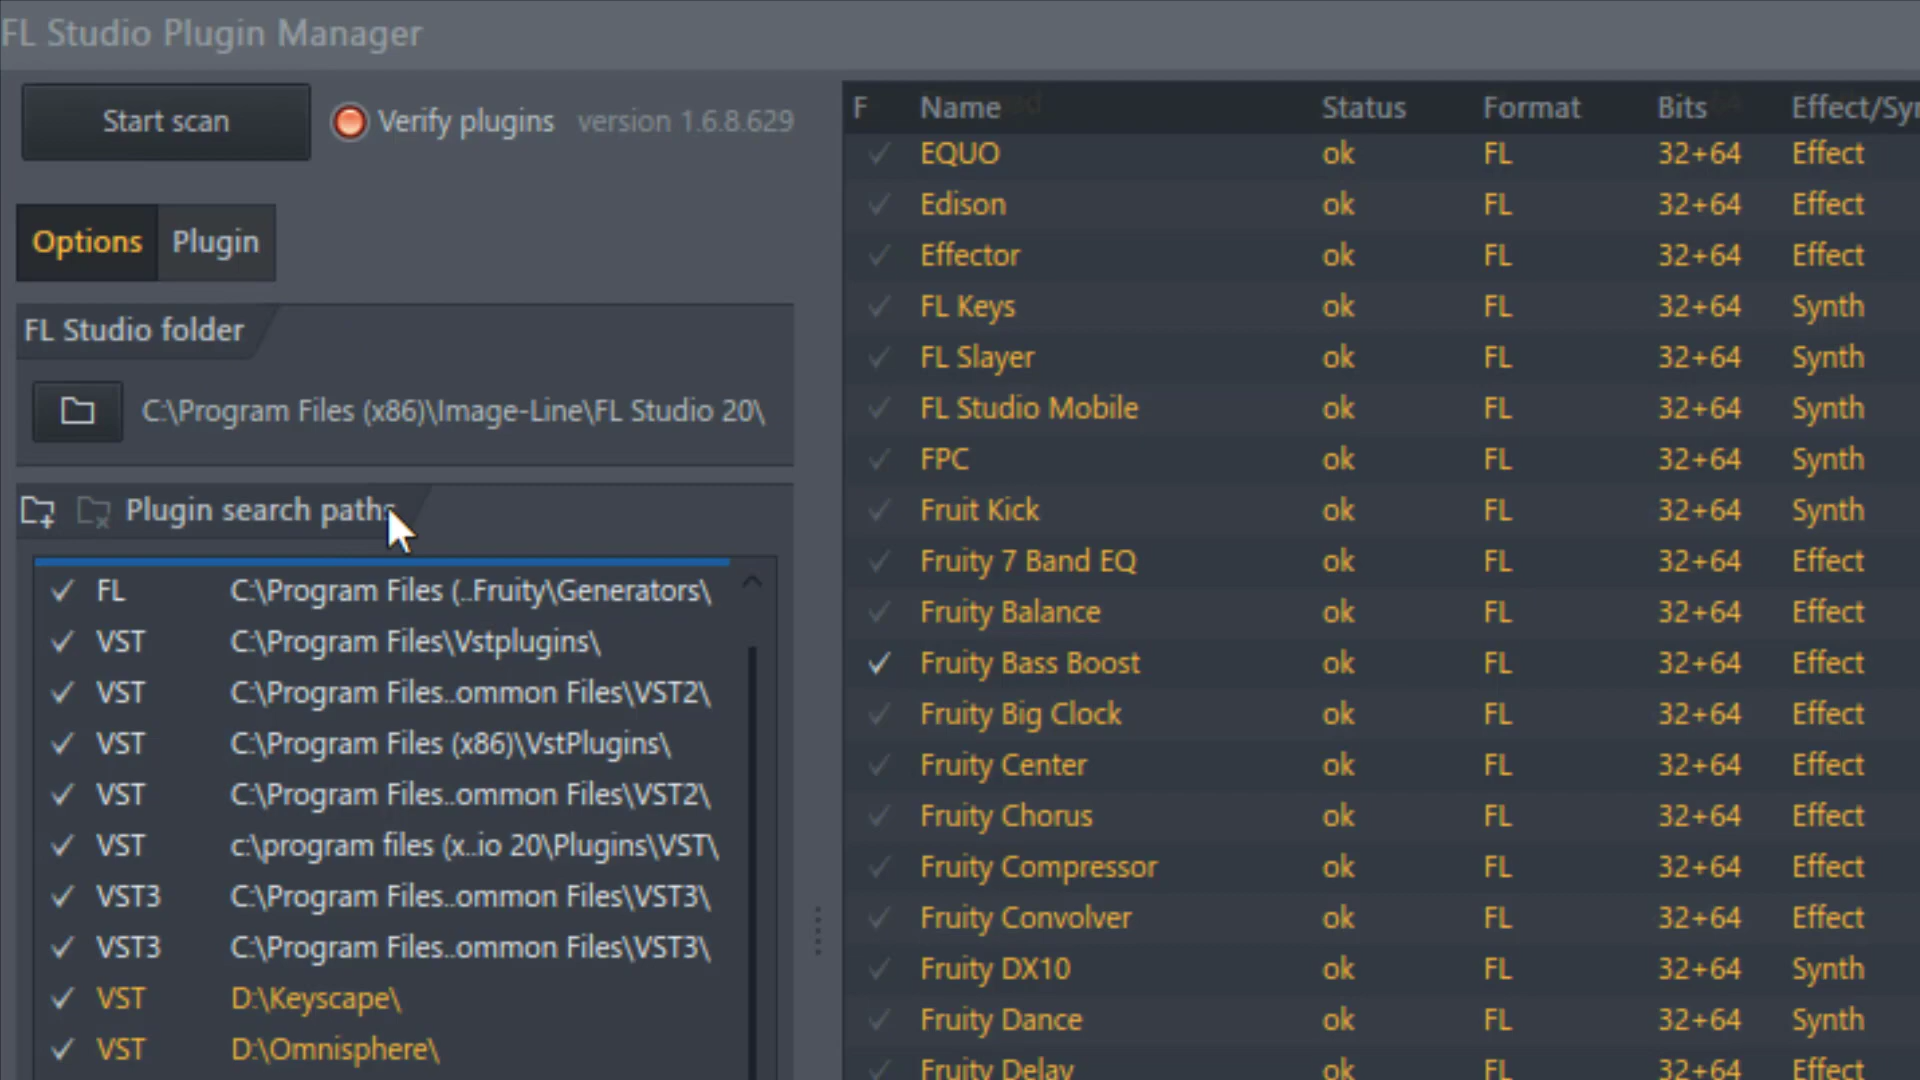 FL Studio Plugin Manager
Start scan
Verify plugins version 1.6.8.629
Options Plugin
FL Studio folder
C:\Program Files (x86)\Image-Line\FL Studio 20\
Plugin search paths
FL C:\Program Files (..Fruity\Generators\
VST C:\Program Files\Vstplugins\
VST C:\Program Files..ommon Files\VST2\
VST C:\Program Files (x86)\VstPlugins\
VST C:\Program Files..ommon Files\VST2\
VST c:\program files (x..io 20\Plugins\VST\
VST3 C:\Program Files..ommon Files\VST3\
VST3 C:\Program Files..ommon Files\VST3\
VST D:\Keyscape\
VST D:\Omnisphere\
F Name Status Format Bits Effect/Syn
EQUO ok FL 32+64 Effect
Edison ok FL 32+64 Effect
Effector ok FL 32+64 Effect
FL Keys ok FL 32+64 Synth
FL Slayer ok FL 32+64 Synth
FL Studio Mobile ok FL 32+64 Synth
FPC ok FL 32+64 Synth
Fruit Kick ok FL 32+64 Synth
Fruity 7 Band EQ ok FL 32+64 Effect
Fruity Balance ok FL 32+64 Effect
Fruity Bass Boost ok FL 32+64 Effect
Fruity Big Clock ok FL 32+64 Effect
Fruity Center ok FL 32+64 Effect
Fruity Chorus ok FL 32+64 Effect
Fruity Compressor ok FL 32+64 Effect
Fruity Convolver ok FL 32+64 Effect
Fruity DX10 ok FL 32+64 Synth
Fruity Dance ok FL 32+64 Synth
Fruity Delay ok FL 32+64 Effect